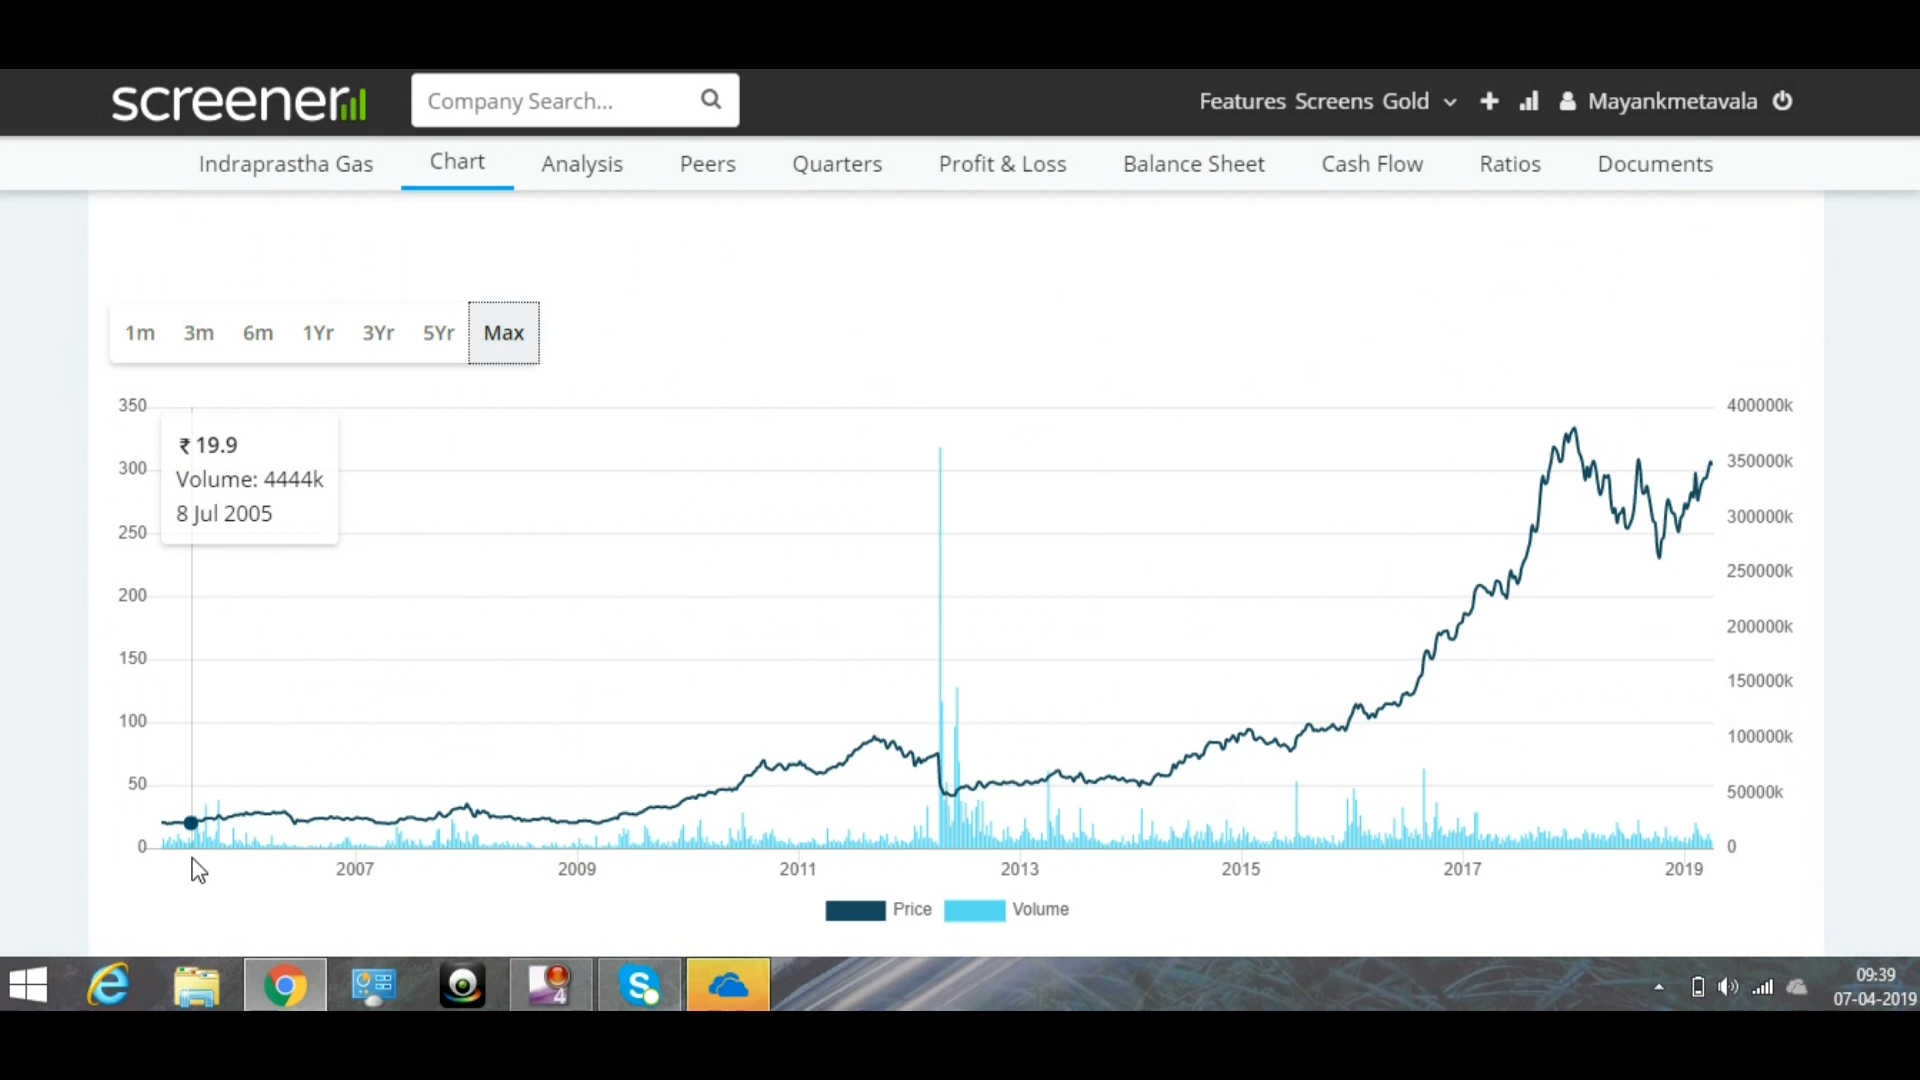 screener
Company Search...
Features Screens Gold
Mayankmetavala
Indraprastha Gas Chart Analysis Peers Quarters Profit & Loss Balance Sheet Cash Flow Ratios Documents
1m 3m 6m 1Yr 3Yr 5Yr Max
350 400000k
₹ 19.9
300 350000k
Volume: 4444k
8 Jul 2005
300000k
250
250000k
200
200000k
150
150000k
100
100000k
50
50000k
0 0
2007 2009 2011 2013 2015 2017 2019
Price Volume
4
S
09:39
07-04-2019